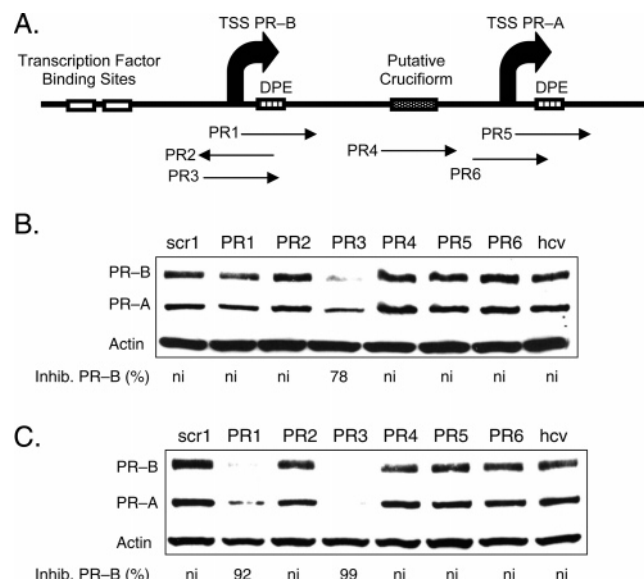 A.
TSS PR–B
TSS PR–A
Transcription Factor
Binding Sites
Putative
Cruciform
DPE
DPE
PR1
PR2
PR3
PR4
PR5
PR6
B.
scr1 PR1 PR2 PR3 PR4 PR5 PR6 hcv
PR–B
PR–A
Actin
Inhib. PR–B (%) ni ni ni 78 ni ni ni ni
C.
scr1 PR1 PR2 PR3 PR4 PR5 PR6 hcv
PR–B
PR–A
Actin
Inhib. PR–B (%) ni 92 ni 99 ni ni ni ni